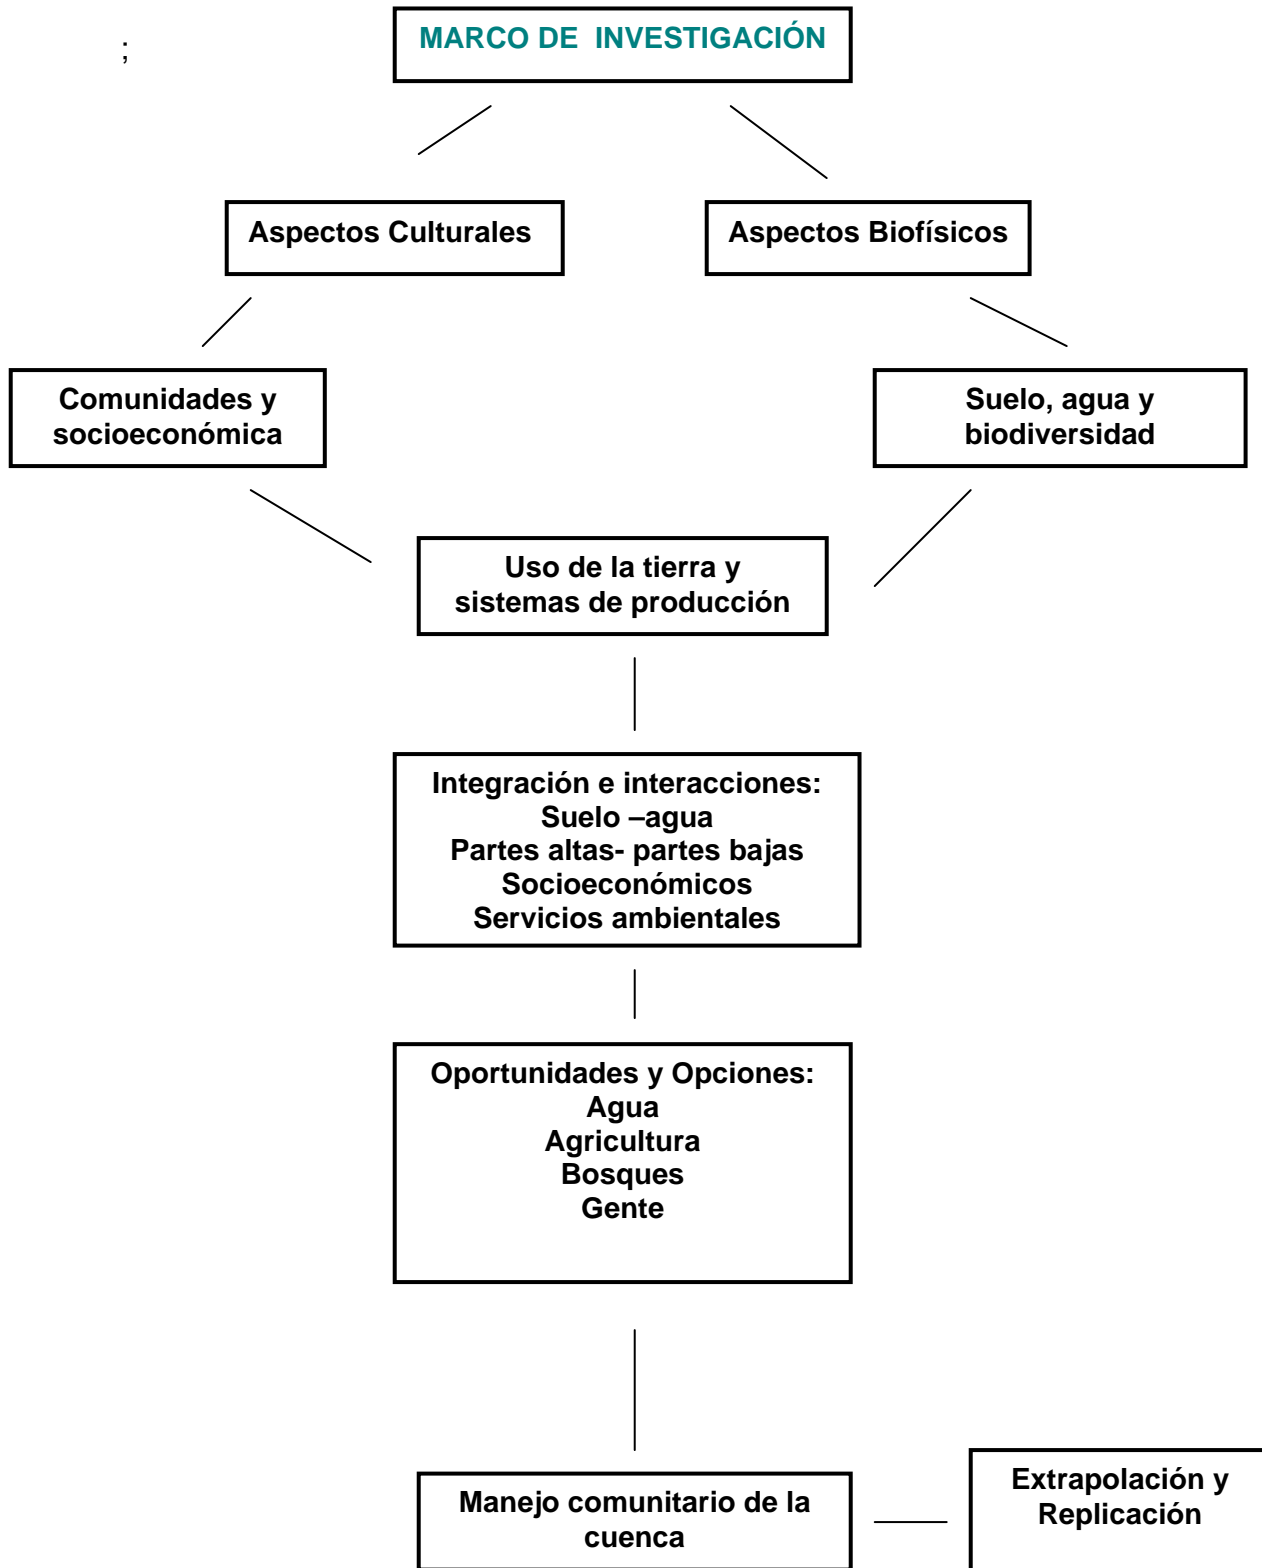 ;
MARCO DE  INVESTIGACIÓN
Aspectos Culturales
Aspectos Biofísicos
Comunidades y
socioeconómica
Suelo, agua y
biodiversidad
Uso de la tierra y
sistemas de producción
Integración e interacciones:
Suelo –agua
Partes altas- partes bajas
Socioeconómicos
Servicios ambientales
Oportunidades y Opciones:
Agua
Agricultura
Bosques
Gente
Manejo comunitario de la
cuenca
Extrapolación y
Replicación